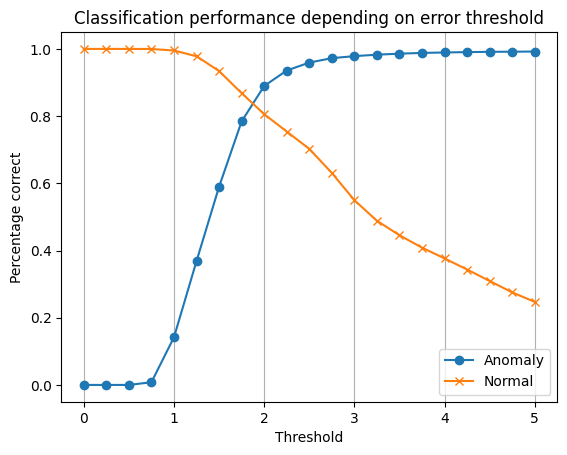 Classification performance depending on error threshold
Percentage correct
1.0
0.8
0.6
0.4
0.2
0.0
0 1 2 3 4 5
Threshold
Anomaly
Normal